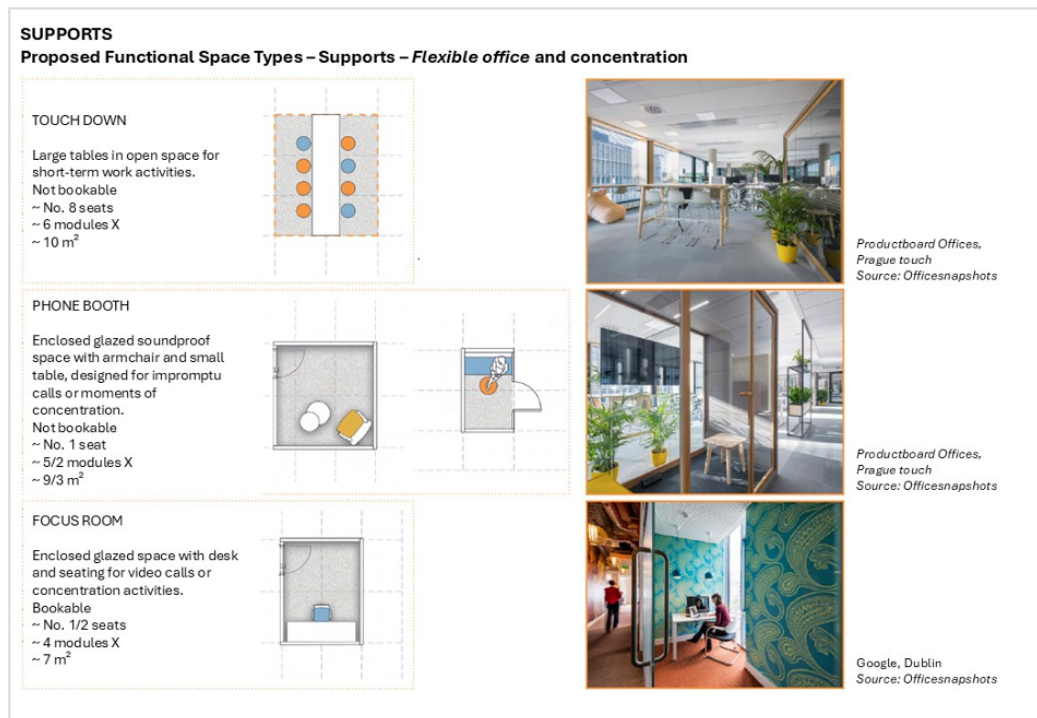 SUPPORTS
Proposed Functional Space Types – Supports – Flexible office and concentration
TOUCH DOWN
Large tables in open space for
short-term work activities.
Not bookable
~ No. 8 seats
~ 6 modules X
~ 10 m²
Productboard Offices,
Prague touch
Source: Officesnapshots
PHONE BOOTH
Enclosed glazed soundproof
space with armchair and small
table, designed for impromptu
calls or moments of
concentration.
Not bookable
~ No. 1 seat
~ 5/2 modules X
~ 9/3 m²
Productboard Offices,
Prague touch
Source: Officesnapshots
FOCUS ROOM
Enclosed glazed space with desk
and seating for video calls or
concentration activities.
Bookable
~ No. 1/2 seats
~ 4 modules X
~ 7 m²
Google, Dublin
Source: Officesnapshots